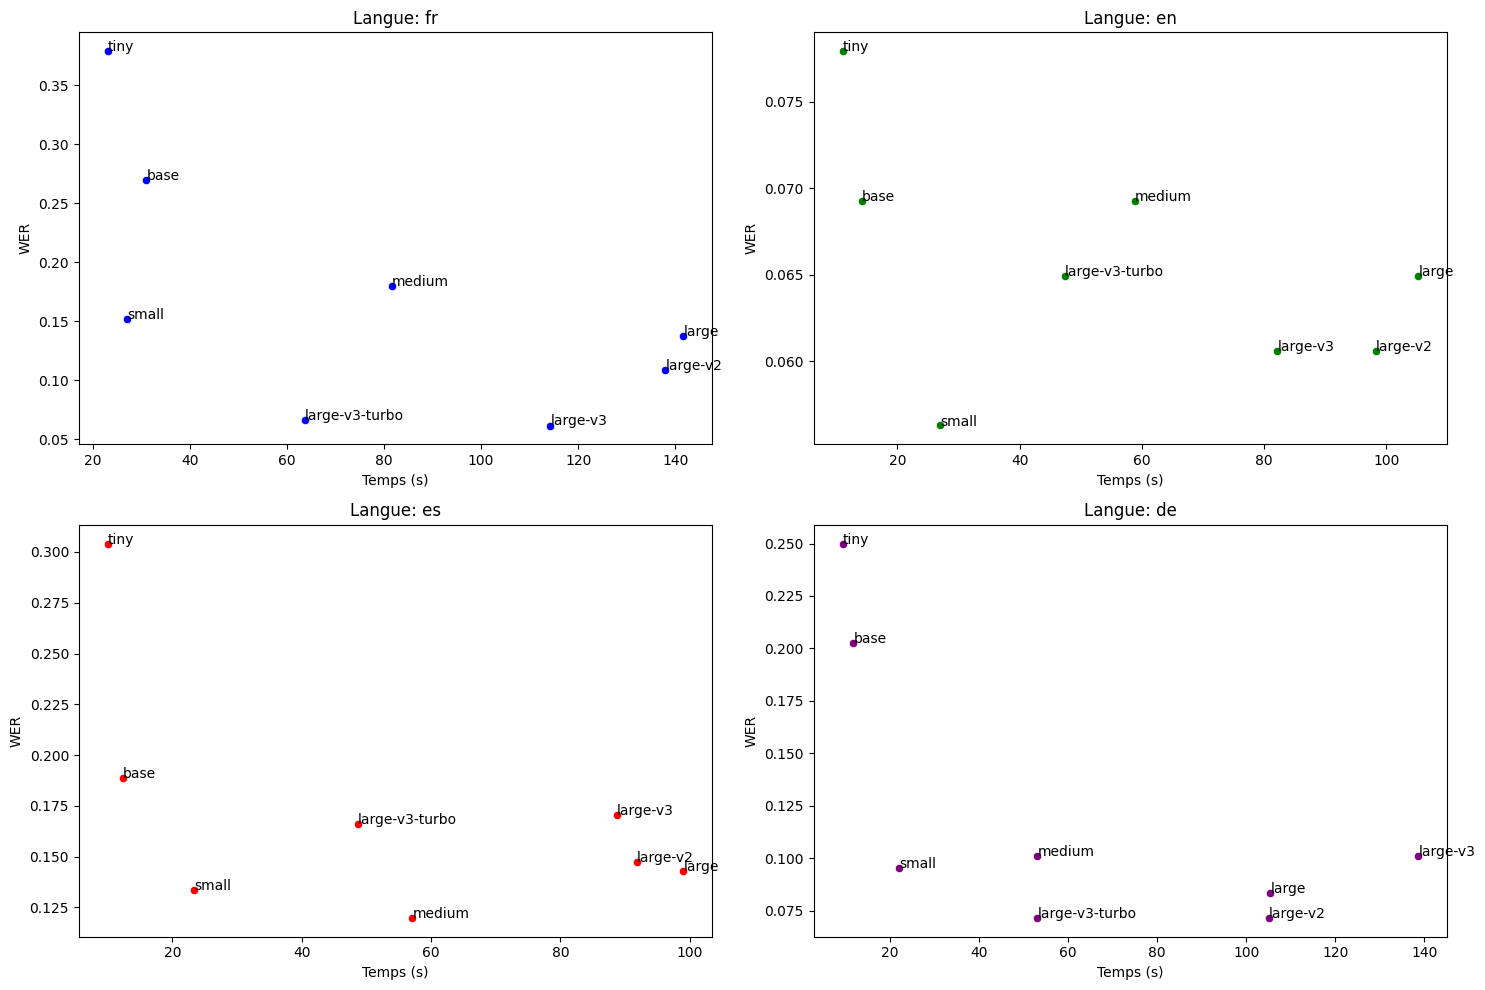 Langue: fr
tiny
base
medium
small
large
large-v2
large-v3-turbo
large-v3
0.35
0.30
0.25
0.20
0.15
0.10
0.05
WER
20 40 60 80 100 120 140
Temps (s)
Langue: en
tiny
base
medium
large-v3-turbo
large
large-v3
large-v2
small
0.075
0.070
0.065
0.060
WER
20 40 60 80 100
Temps (s)
Langue: es
tiny
base
large-v3-turbo
large-v3
large-v2
large
small
medium
0.300
0.275
0.250
0.225
0.200
0.175
0.150
0.125
WER
20 40 60 80 100
Temps (s)
Langue: de
tiny
base
medium
large-v3
small
large
large-v3-turbo
large-v2
0.250
0.225
0.200
0.175
0.150
0.125
0.100
0.075
WER
20 40 60 80 100 120 140
Temps (s)